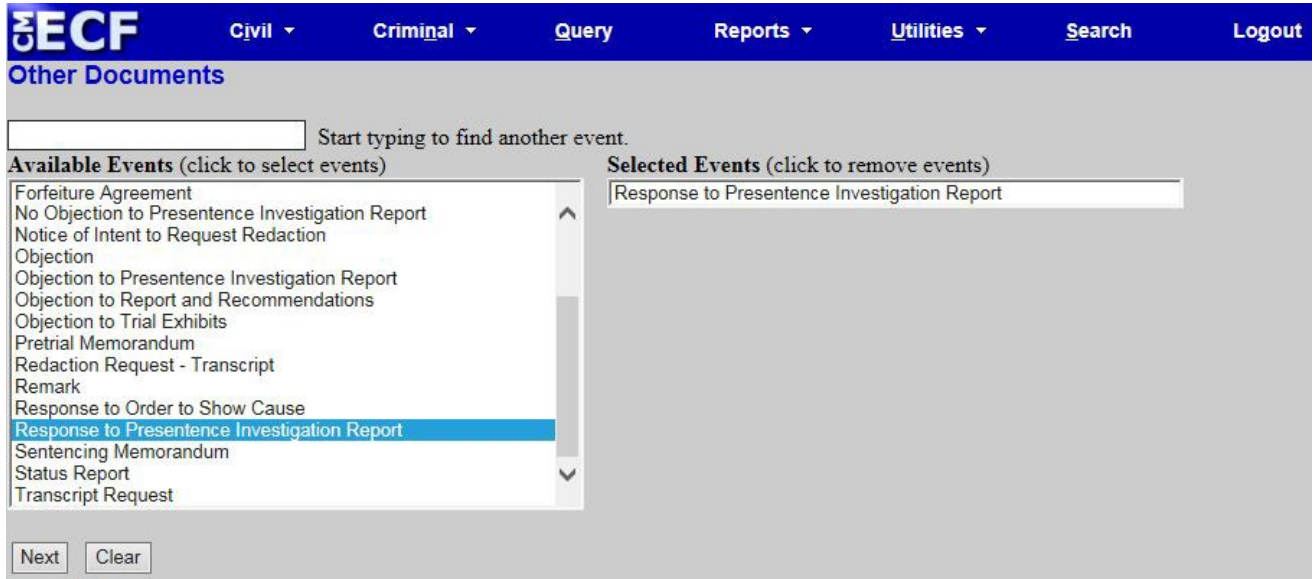 CM ECF Civil Criminal Query Reports Utilities Search Logout
Other Documents
Start typing to find another event.
Available Events (click to select events)
Forfeiture Agreement
No Objection to Presentence Investigation Report
Notice of Intent to Request Redaction
Objection
Objection to Presentence Investigation Report
Objection to Report and Recommendations
Objection to Trial Exhibits
Pretrial Memorandum
Redaction Request - Transcript
Remark
Response to Order to Show Cause
Response to Presentence Investigation Report
Sentencing Memorandum
Status Report
Transcript Request
Selected Events (click to remove events)
Response to Presentence Investigation Report
Next Clear